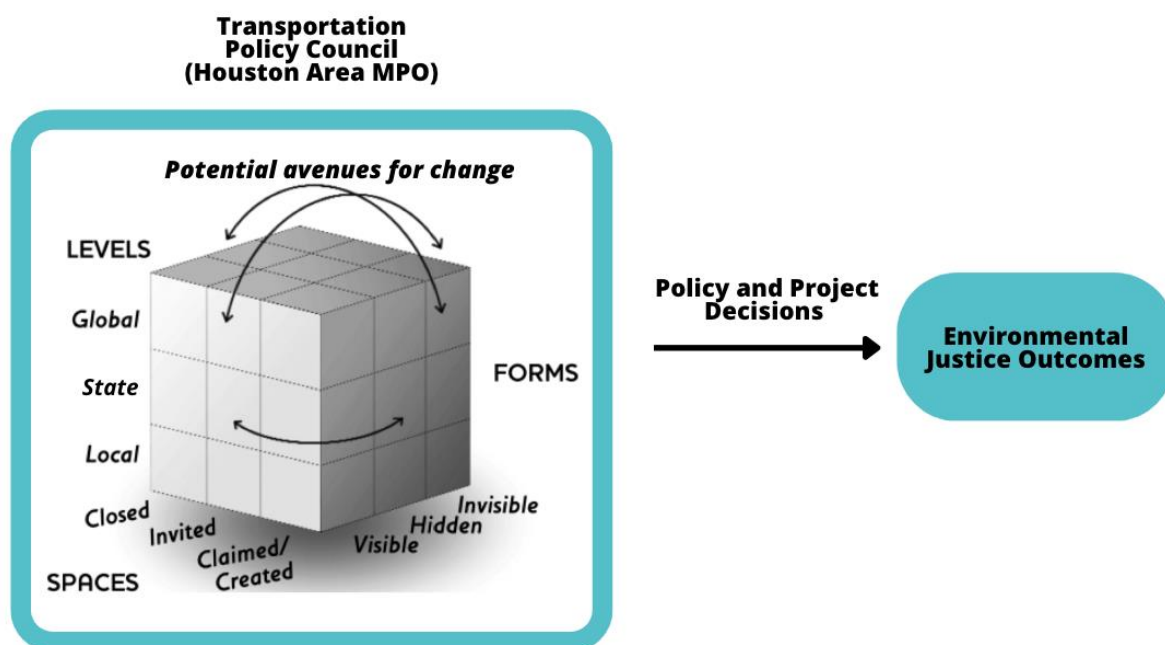 Transportation
Policy Council
(Houston Area MPO)
Potential avenues for change
LEVELS
Global
State
Local
Closed
Invited
Claimed/
Created
SPACES
Visible
Hidden
Invisible
FORMS
Policy and Project
Decisions
Environmental
Justice Outcomes